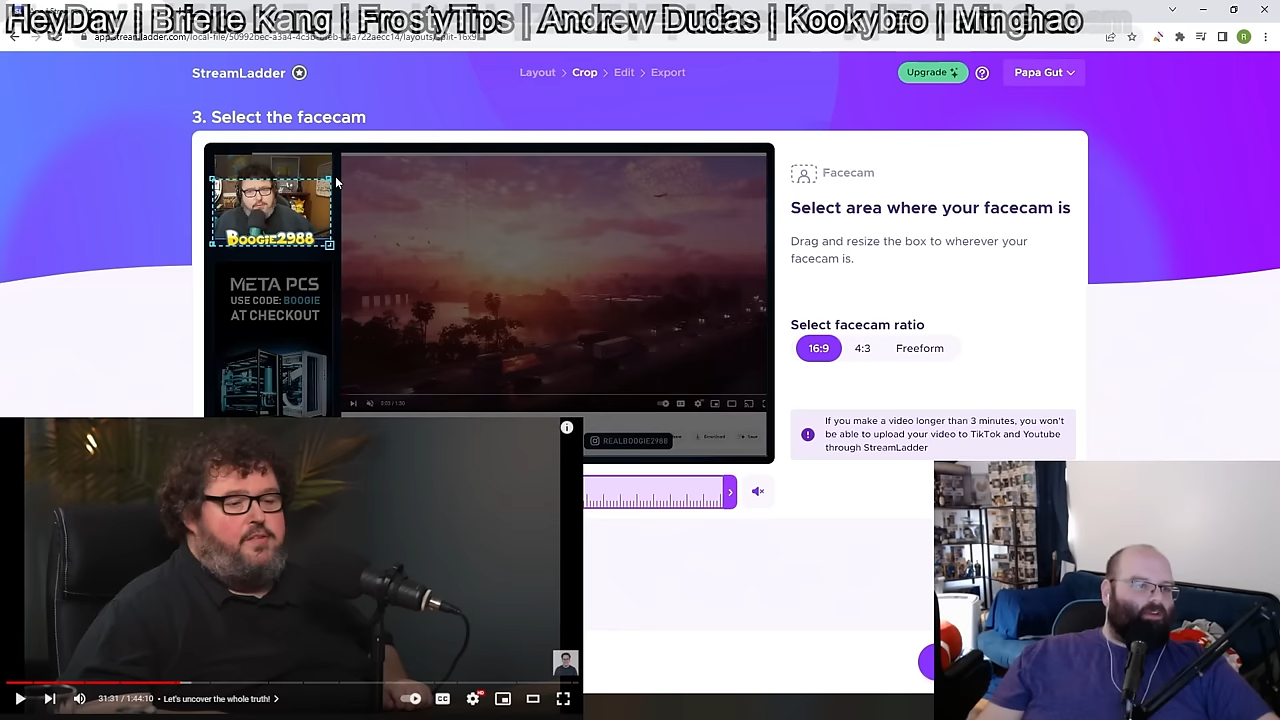 HeyDay | Brielle Kang | FrostyTips | Andrew Dudas | Kookybro | Minghao
StreamLadder
Layout
Crop
Edit
Export
Upgrade
Papa Gut
3. Select the facecam
Facecam
Select area where your facecam is
Drag and resize the box to wherever your
facecam is.
Select facecam ratio
16:9
4:3
Freeform
If you make a video longer than 3 minutes, you won't
be able to upload your video to TikTok and Youtube
through StreamLadder
BOOGIE2988
META PCS
USE CODE: BOOGIE
AT CHECKOUT
REALBOOGIE2988
31:31 / 1:44:10 • Let's uncover the whole truth! >
CC
HD
R